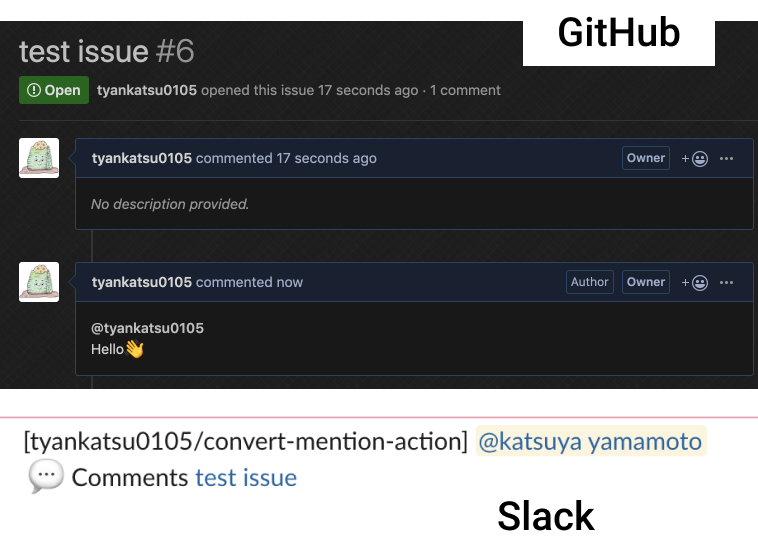 GitHub
test issue #6
Open tyankatsu0105 opened this issue 17 seconds ago · 1 comment
tyankatsu0105 commented 17 seconds ago Owner +😀 ···
No description provided.
tyankatsu0105 commented now Author Owner +😀 ···
@tyankatsu0105
Hello👋
[tyankatsu0105/convert-mention-action] @katsuya yamamoto
💬 Comments test issue
Slack